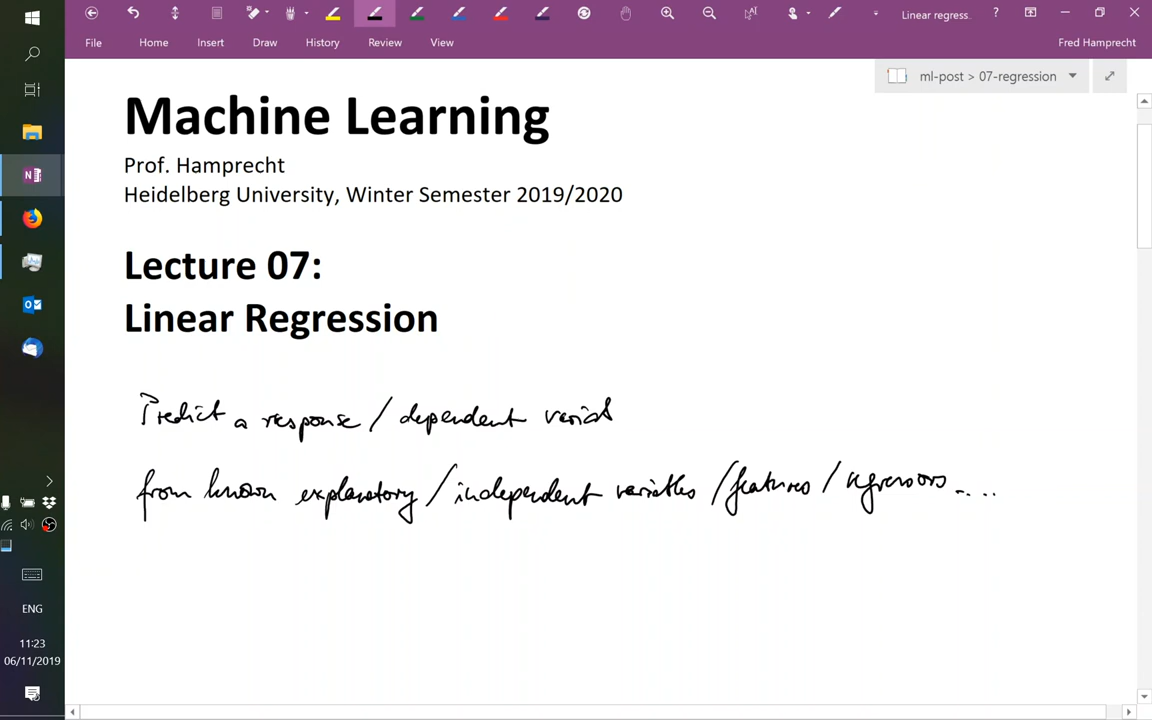 Linear regress..
?
File
Home
Insert
Draw
History
Review
View
Fred Hamprecht
ml-post > 07-regression
Machine Learning
Prof. Hamprecht
Heidelberg University, Winter Semester 2019/2020
Lecture 07:
Linear Regression
Predict a response / dependent variab
from known explanatory / independent variables / features / regressors ....
ENG
11:23
06/11/2019